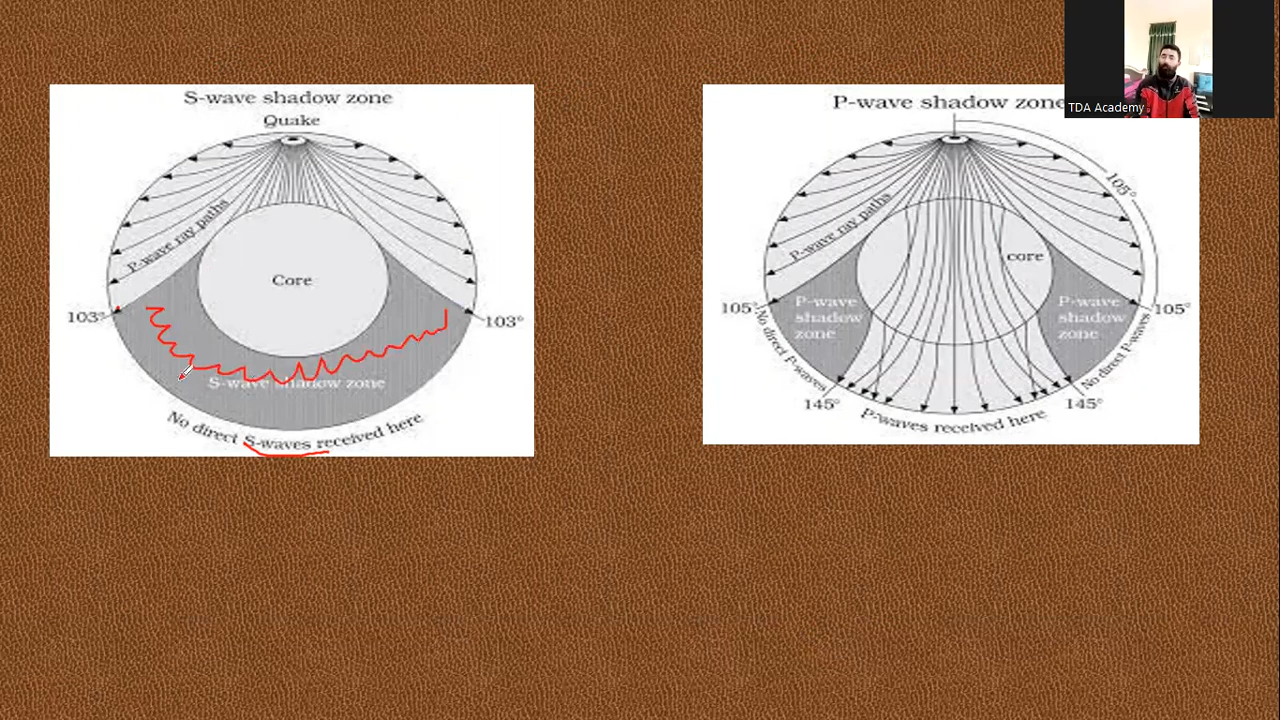 S-wave shadow zone
Quake
P-wave ray paths
Core
103°
103°
S-wave shadow zone
No direct S-waves received here
P-wave shadow zone
105°
P-wave ray paths
core
105°
105°
P-wave
shadow
zone
P-wave
shadow
zone
No direct P-waves
No direct P-waves
145°
145°
P-waves received here
TDA Academy